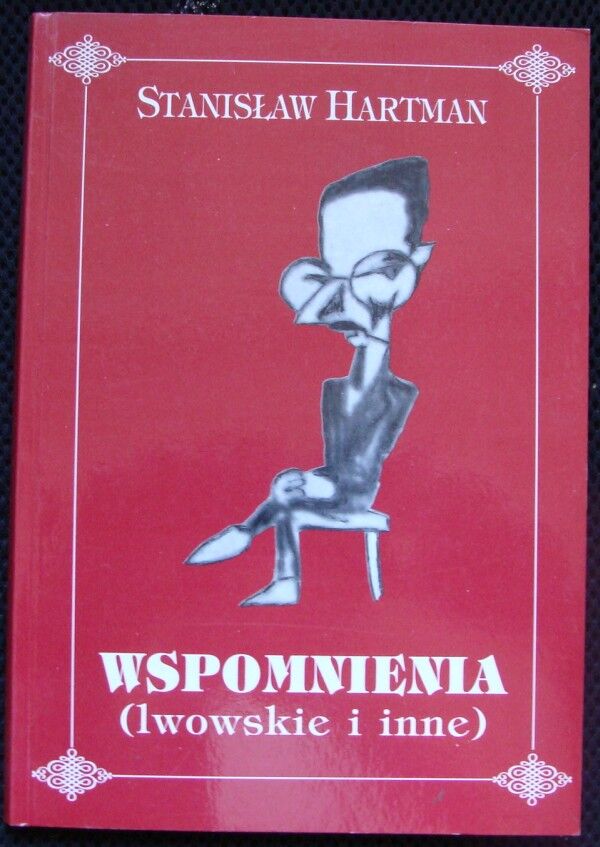 STANISŁAW HARTMAN
WSPOMNIENIA
(lwowskie i inne)